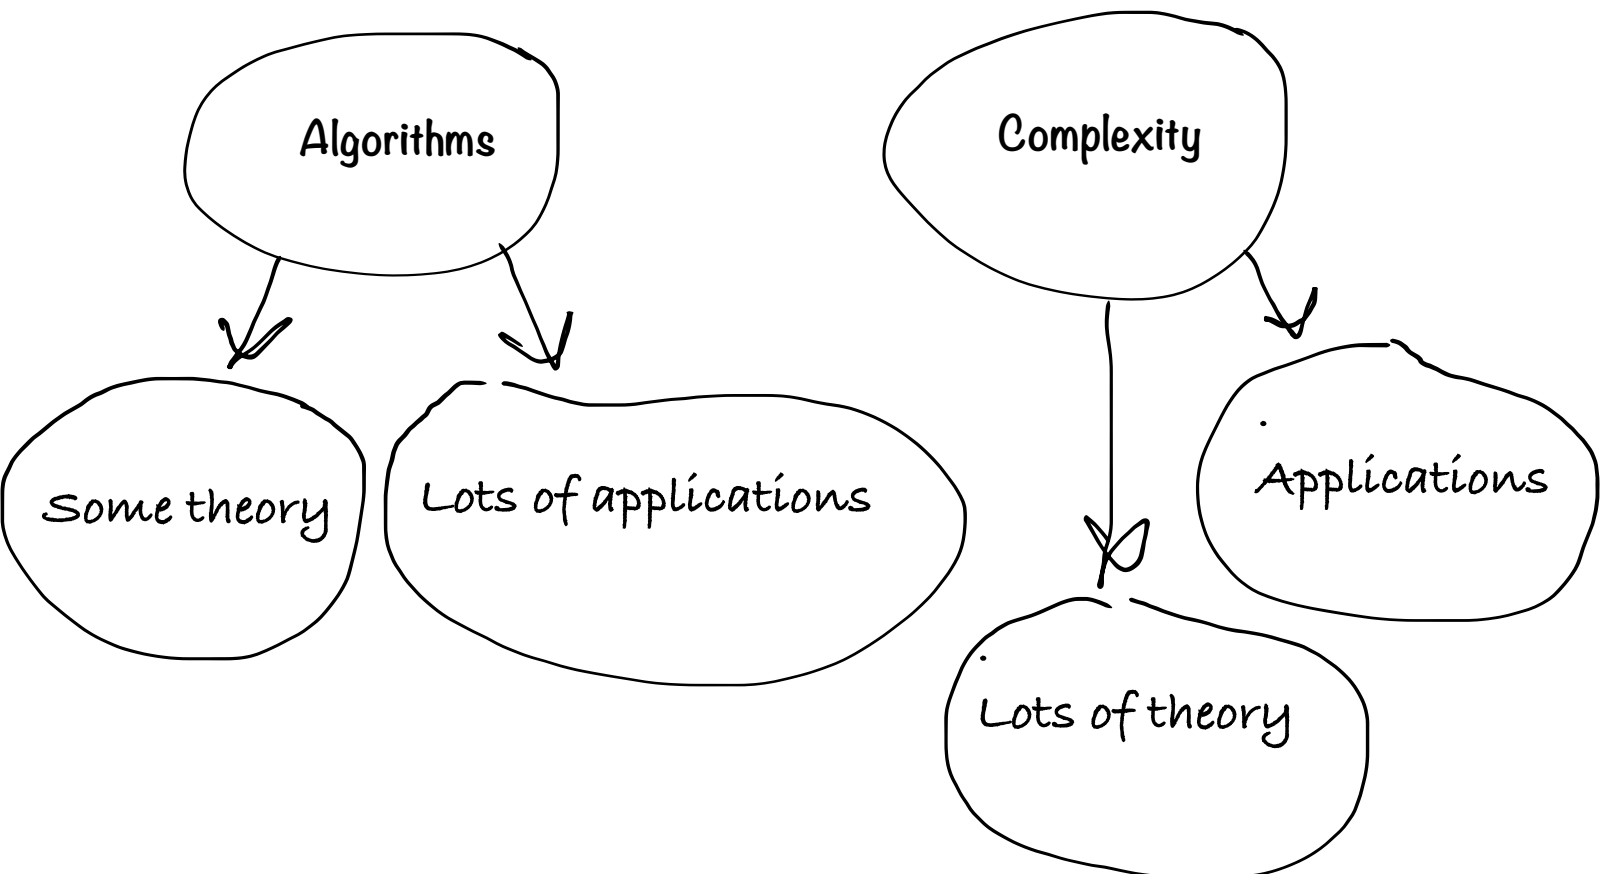 Algorithms
Complexity
Some theory
Lots of applications
Applications
Lots of theory